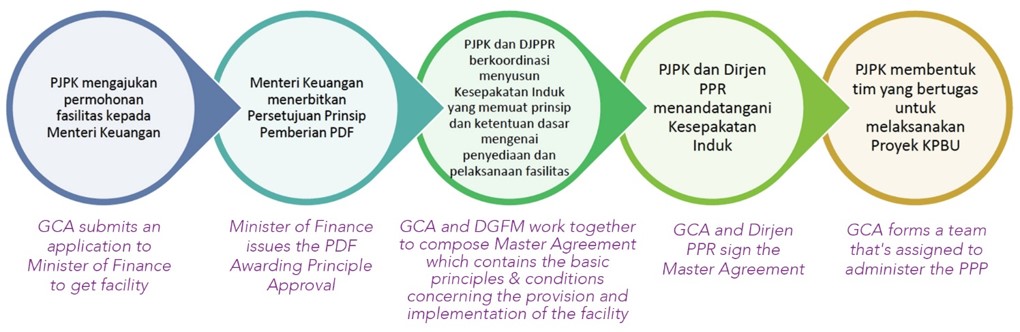 PJPK mengajukan
permohonan
fasilitas kepada
Menteri Keuangan
Menteri Keuangan
menerbitkan
Persetujuan Prinsip
Pemberian PDF
PJPK dan DJPPR
berkoordinasi
menyusun
Kesepakatan Induk
yang memuat prinsip
dan ketentuan dasar
mengenai
penyediaan dan
pelaksanaan fasilitas
PJPK dan Dirjen
PPR
menandatangani
Kesepakatan
Induk
PJPK membentuk
tim yang bertugas
untuk
melaksanakan
Proyek KPBU
GCA submits an
application to
Minister of Finance
to get facility
Minister of Finance
issues the PDF
Awarding Principle
Approval
GCA and DGFM work together
to compose Master Agreement
which contains the basic
principles & conditions
concerning the provision and
implementation of the facility
GCA and Dirjen
PPR sign the
Master Agreement
GCA forms a team
that's assigned to
administer the PPP